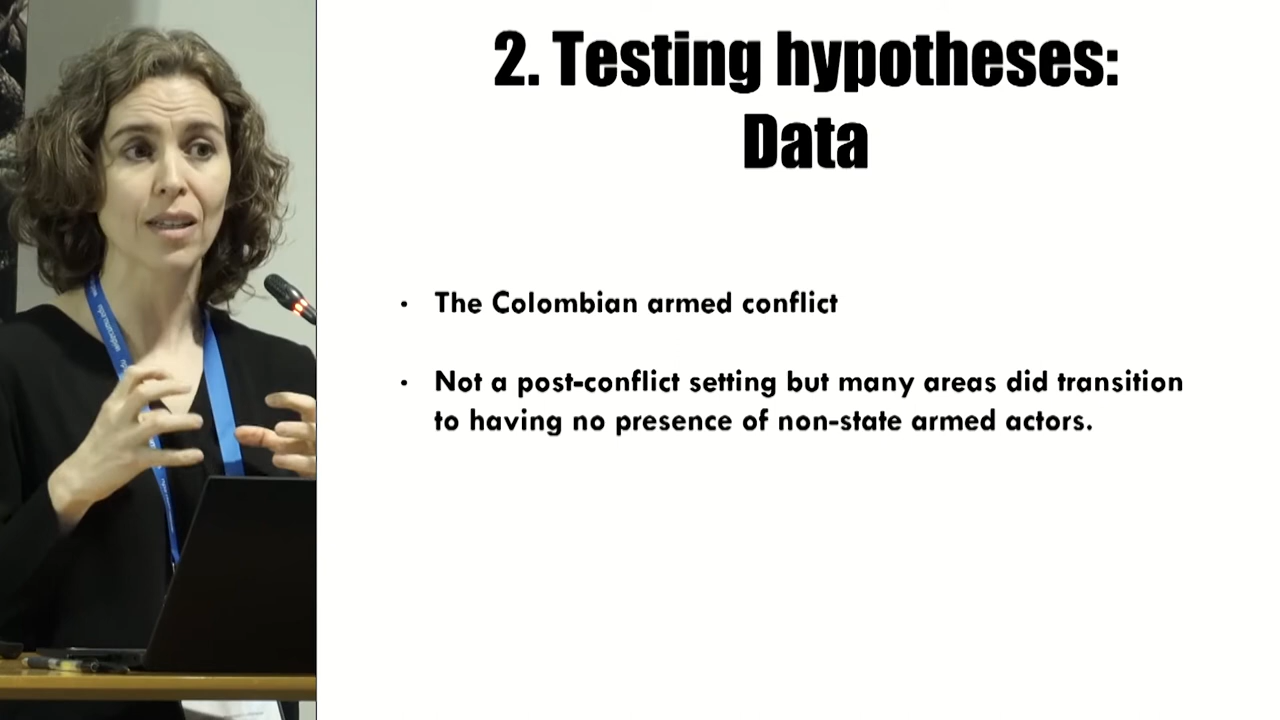 2. Testing hypotheses:
Data
• The Colombian armed conflict
• Not a post-conflict setting but many areas did transition
to having no presence of non-state armed actors.